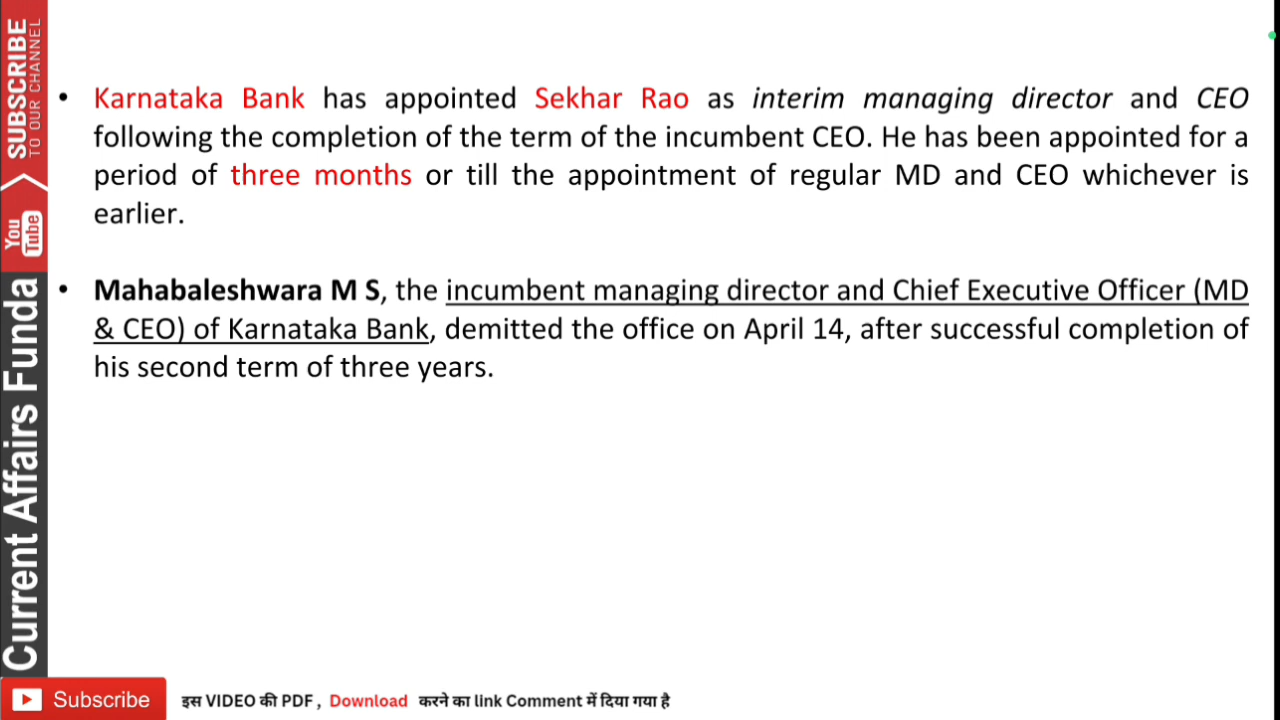 SUBSCRIBE
TO OUR CHANNEL
You
Tube
Current Affairs Funda
• Karnataka Bank has appointed Sekhar Rao as interim managing director and CEO
following the completion of the term of the incumbent CEO. He has been appointed for a
period of three months or till the appointment of regular MD and CEO whichever is
earlier.
• Mahabaleshwara M S, the incumbent managing director and Chief Executive Officer (MD
& CEO) of Karnataka Bank, demitted the office on April 14, after successful completion of
his second term of three years.
Subscribe
इस VIDEO की PDF , Download करने का link Comment में दिया गया है